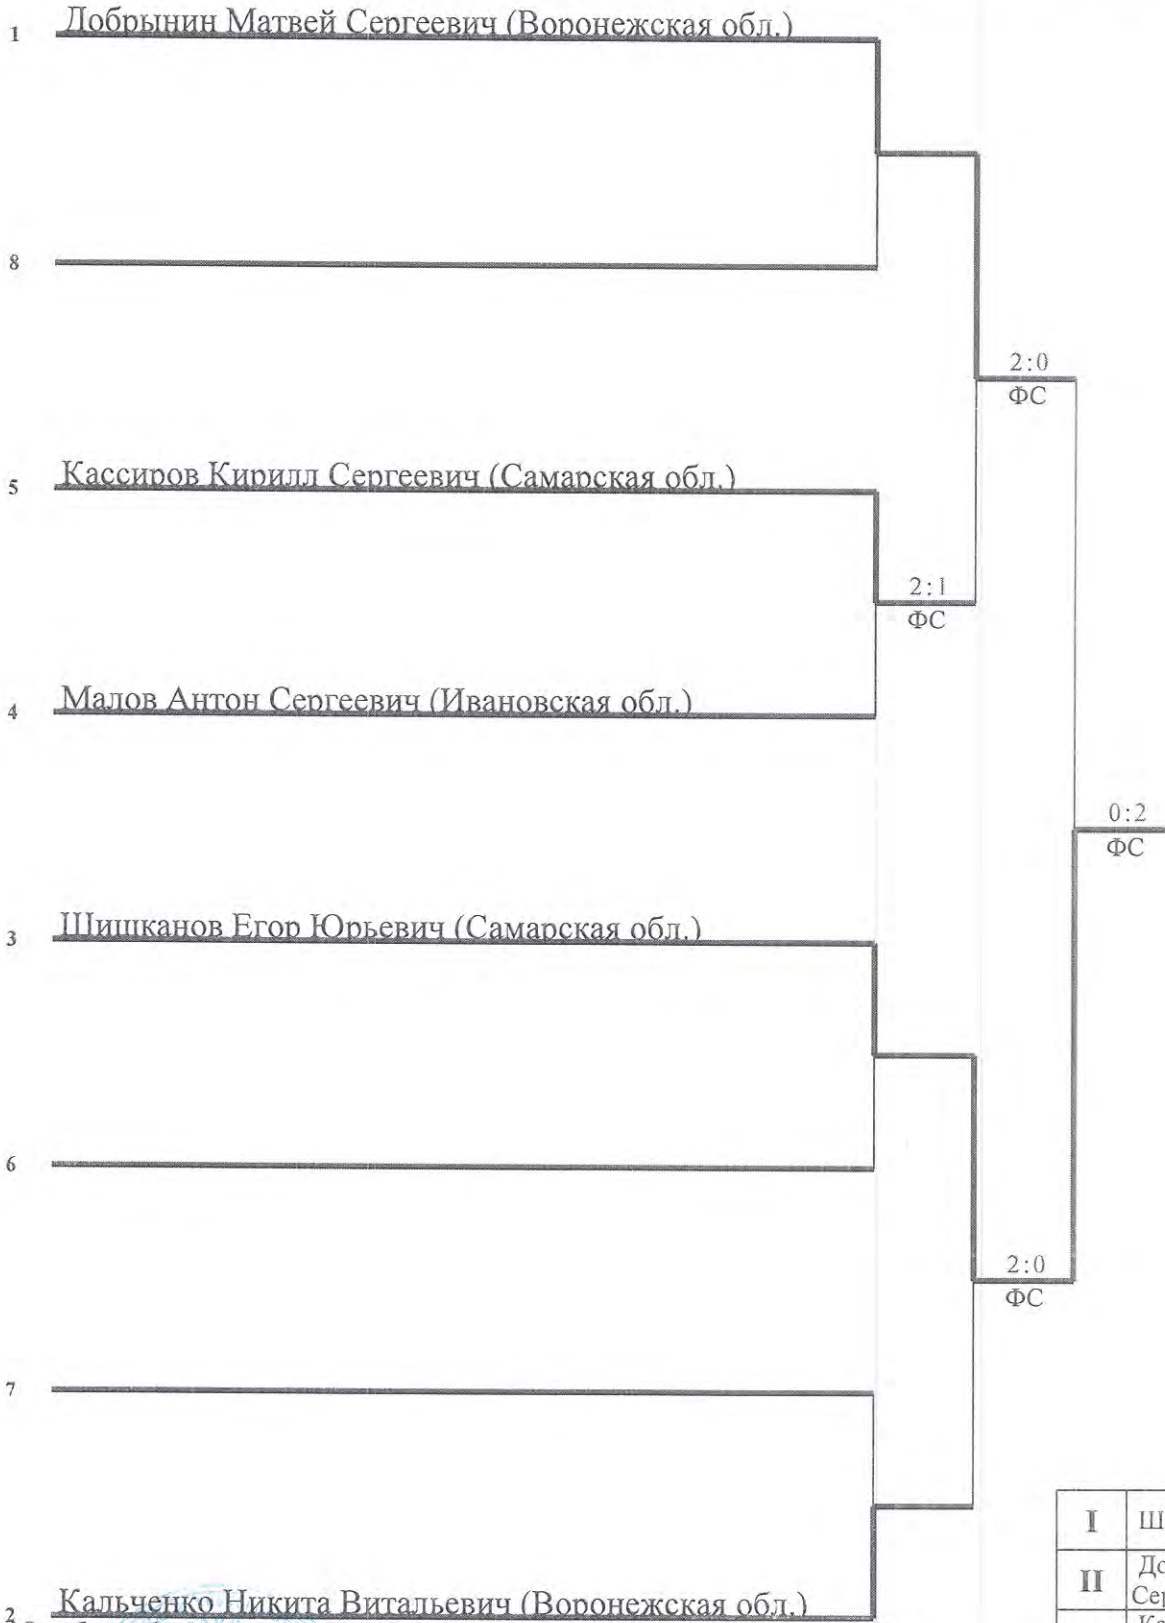 1 Добрынин Матвей Сергеевич (Воронежская обл.)
8
2:0
ФС
5 Кассиров Кирилл Сергеевич (Самарская обл.)
2:1
ФС
4 Малов Антон Сергеевич (Ивановская обл.)
0:2
ФС
3 Шишканов Егор Юрьевич (Самарская обл.)
6
2:0
ФС
7
I
II
2 Кальченко Никита Витальевич (Воронежская обл.)